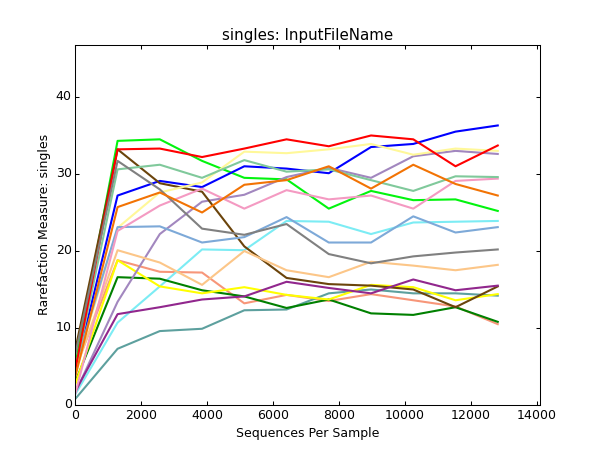 singles: InputFileName
Rarefaction Measure: singles
40
30
20
10
0
0 2000 4000 6000 8000 10000 12000 14000
Sequences Per Sample